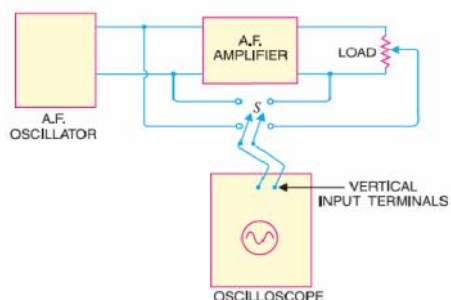 A.F.
AMPLIFIER
LOAD
A.F.
OSCILLATOR
S
VERTICAL
INPUT TERMINALS
OSCILLOSCOPE